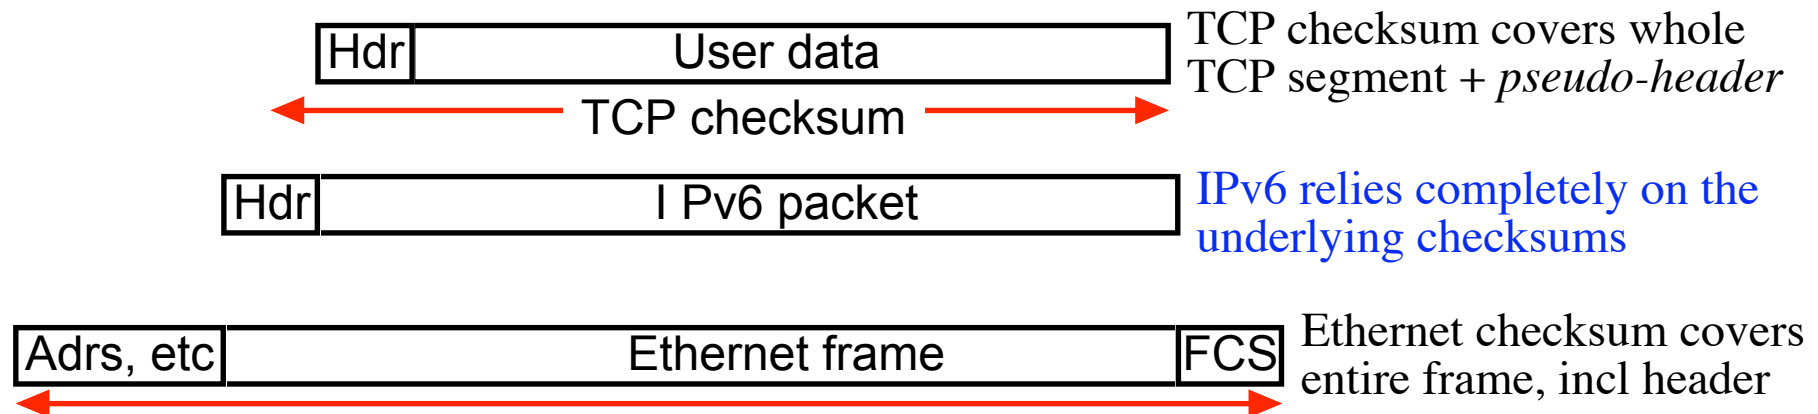 Hdr User data
TCP checksum covers whole
TCP segment + pseudo-header
TCP checksum
Hdr I Pv6 packet
IPv6 relies completely on the
underlying checksums
Adrs, etc Ethernet frame FCS
Ethernet checksum covers
entire frame, incl header